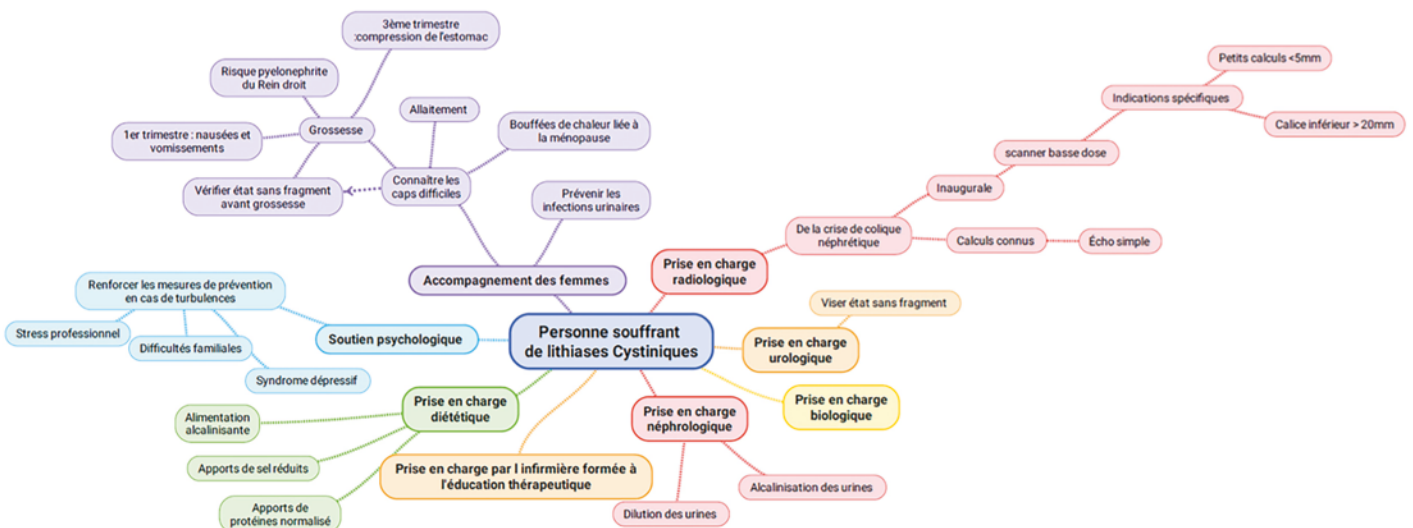 3ème trimestre
:compression de l'estomac
Risque pyelonephrite
du Rein droit
Allaitement
Grossesse
1er trimestre : nausées et
vomissements
Bouffées de chaleur liée à
la ménopause
Vérifier état sans fragment
avant grossesse
Connaître les
caps difficiles
Prévenir les
infections urinaires
Accompagnement des femmes
Petits calculs <5mm
Indications spécifiques
Calice inférieur > 20mm
scanner basse dose
Inaugurale
De la crise de colique
néphrétique
Calculs connus
Écho simple
Prise en charge
radiologique
Renforcer les mesures de prévention
en cas de turbulences
Stress professionnel
Difficultés familiales
Syndrome dépressif
Soutien psychologique
Personne souffrant
de lithiases Cystiniques
Viser état sans fragment
Prise en charge
urologique
Prise en charge
biologique
Prise en charge
diététique
Alimentation
alcalinisante
Apports de sel réduits
Apports de
protéines normalisé
Prise en charge par l infirmière formée à
l'éducation thérapeutique
Prise en charge
néphrologique
Alcalinisation des urines
Dilution des urines